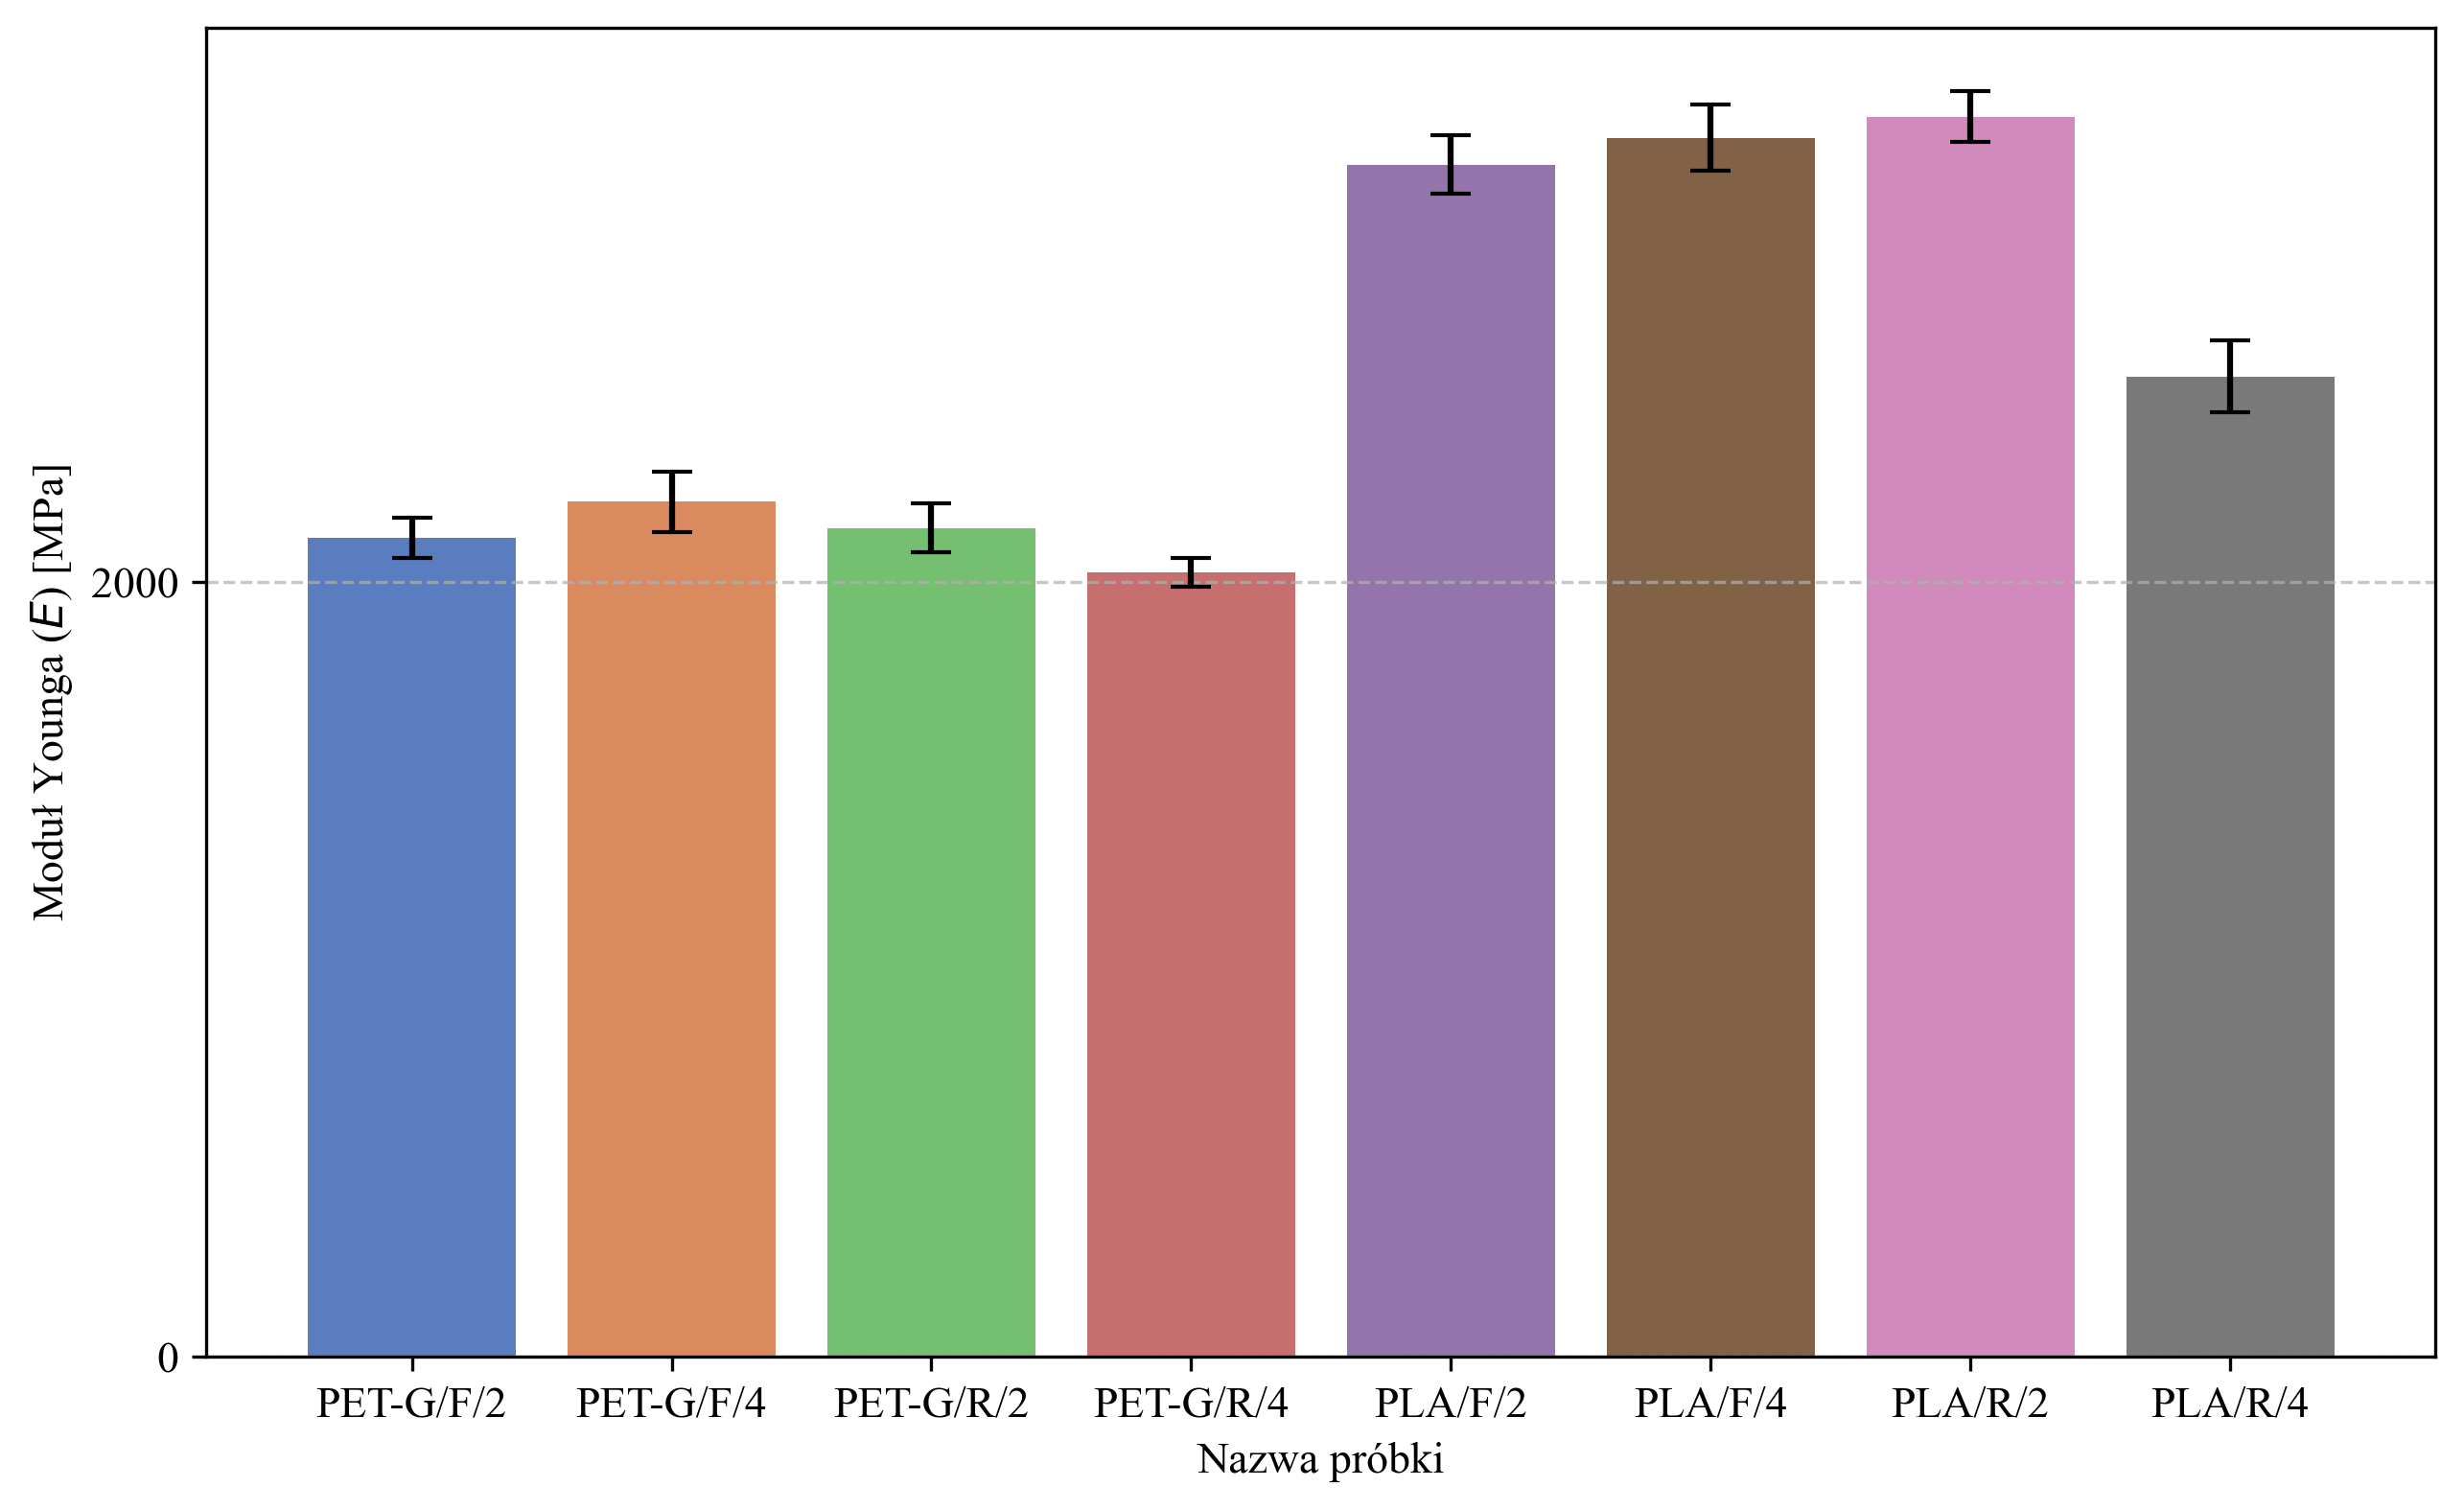 Moduł Younga (E) [MPa]
2000
0
PET-G/F/2 PET-G/F/4 PET-G/R/2 PET-G/R/4 PLA/F/2 PLA/F/4 PLA/R/2 PLA/R/4
Nazwa próbki